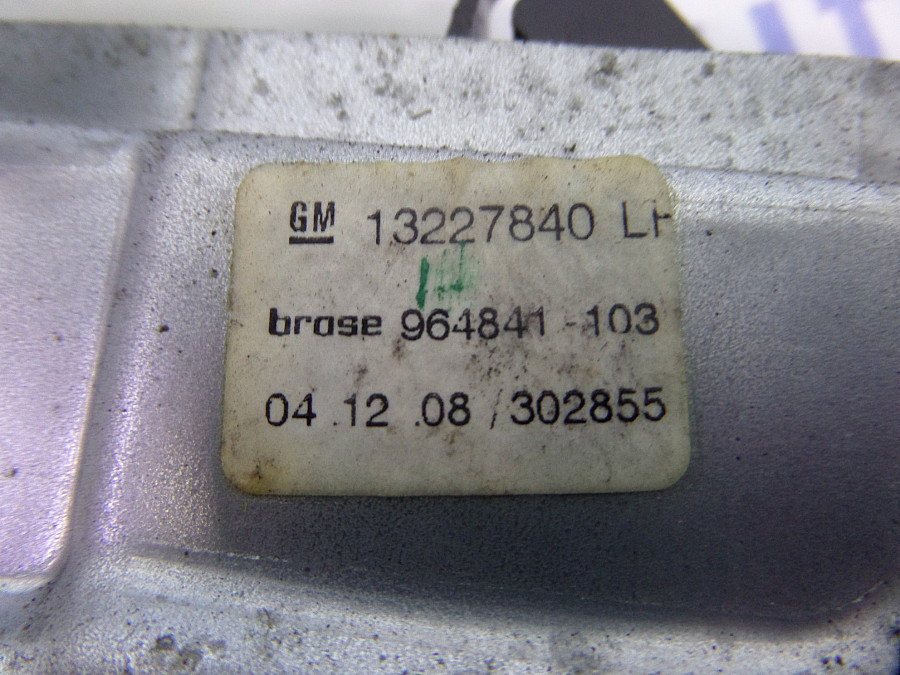 GM 13227840 LH
brose 964841-103
04.12.08 /302855